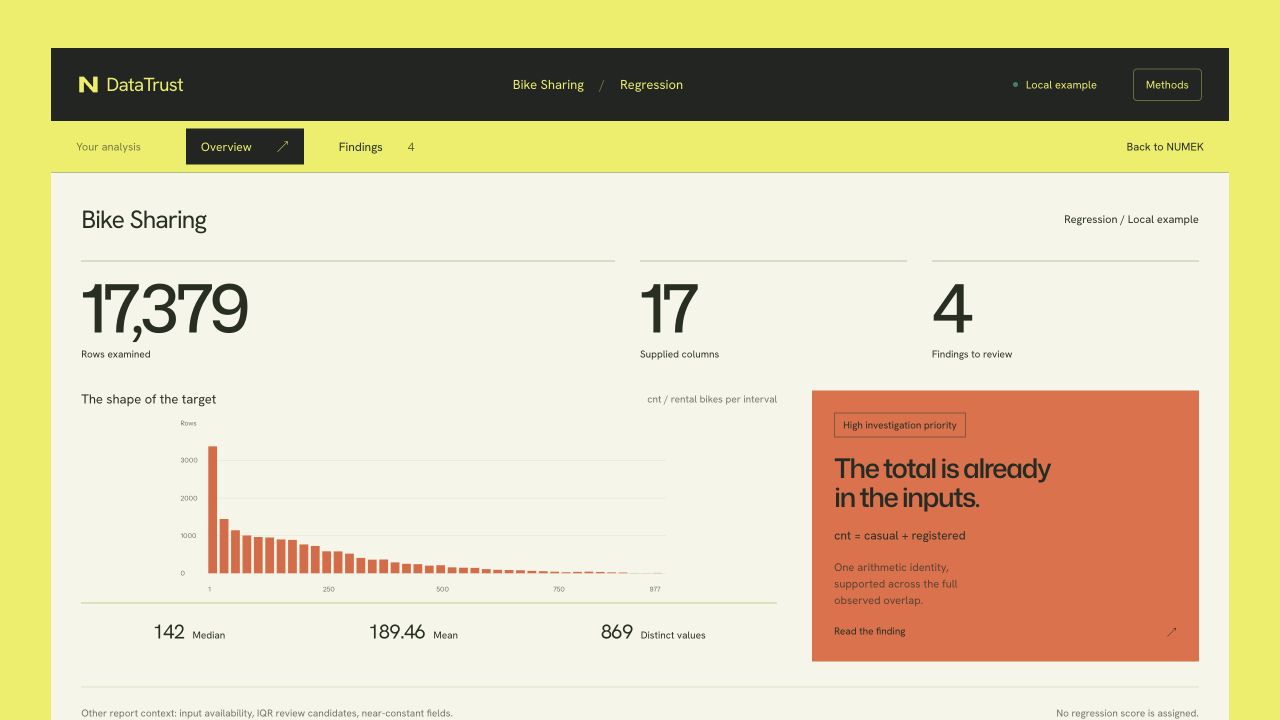 N DataTrust
Bike Sharing / Regression
Local example
Methods
Your analysis
Overview ↗
Findings 4
Back to NUMEK
Bike Sharing
Regression / Local example
17,379
Rows examined
17
Supplied columns
4
Findings to review
The shape of the target
cnt / rental bikes per interval
Rows
3000
2000
1000
0
1 250 500 750 977
142 Median
189.46 Mean
869 Distinct values
High investigation priority
The total is already
in the inputs.
cnt = casual + registered
One arithmetic identity,
supported across the full
observed overlap.
Read the finding ↗
Other report context: input availability, IQR review candidates, near-constant fields.
No regression score is assigned.